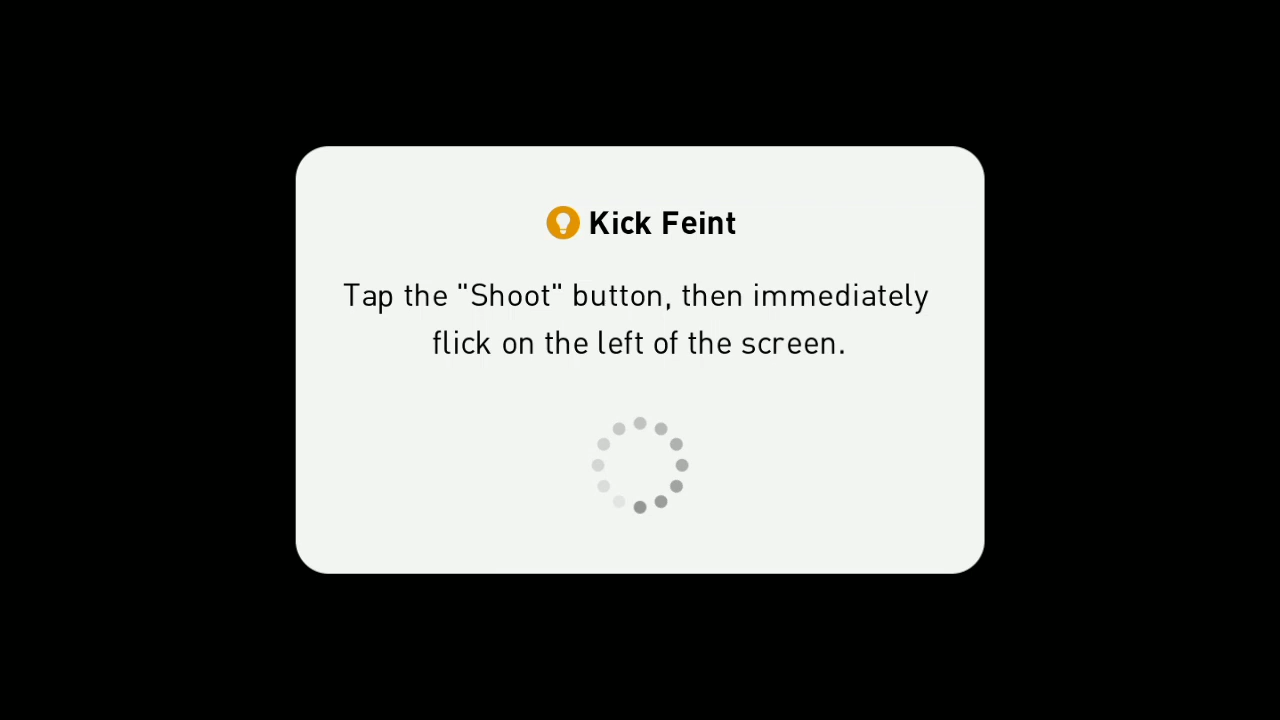 Kick Feint
Tap the "Shoot" button, then immediately
flick on the left of the screen.